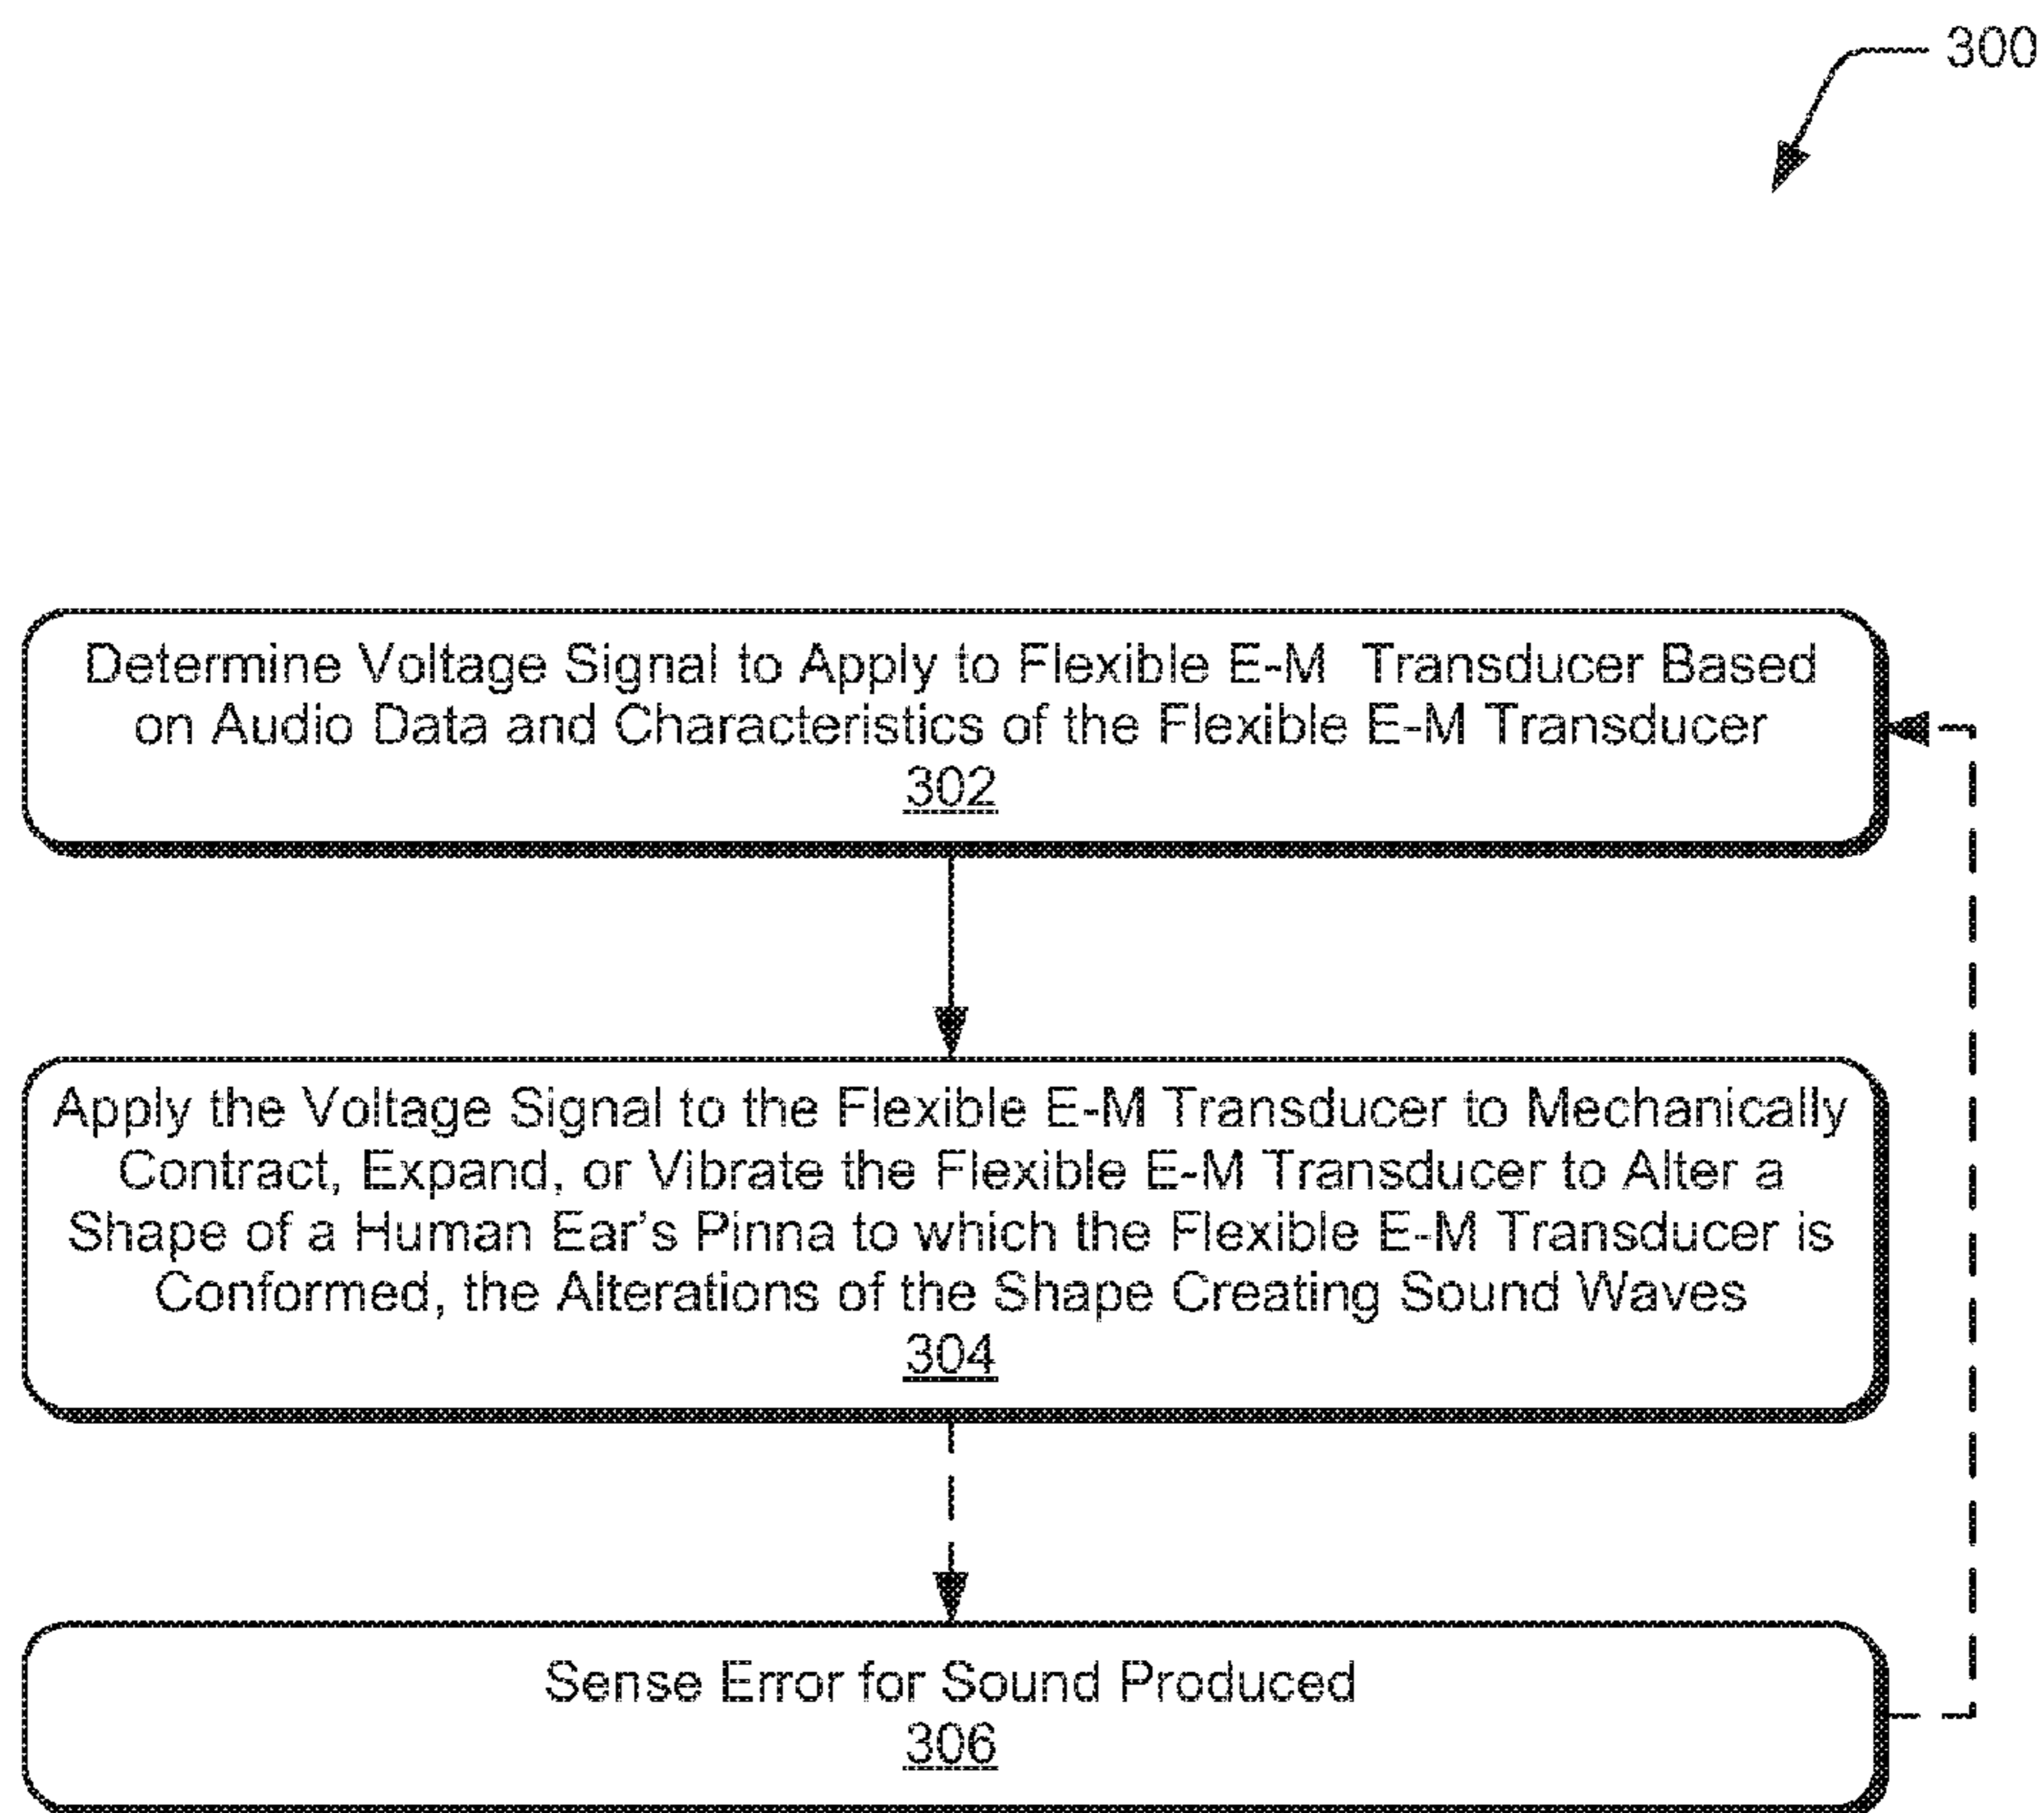 300
Determine Voltage Signal to Apply to Flexible E-M Transducer Based
on Audio Data and Characteristics of the Flexible E-M Transducer
302
Apply the Voltage Signal to the Flexible E-M Transducer to Mechanically
Contract, Expand, or Vibrate the Flexible E-M Transducer to Alter a
Shape of a Human Ear's Pinna to which the Flexible E-M Transducer is
Conformed, the Alterations of the Shape Creating Sound Waves
304
Sense Error for Sound Produced
306